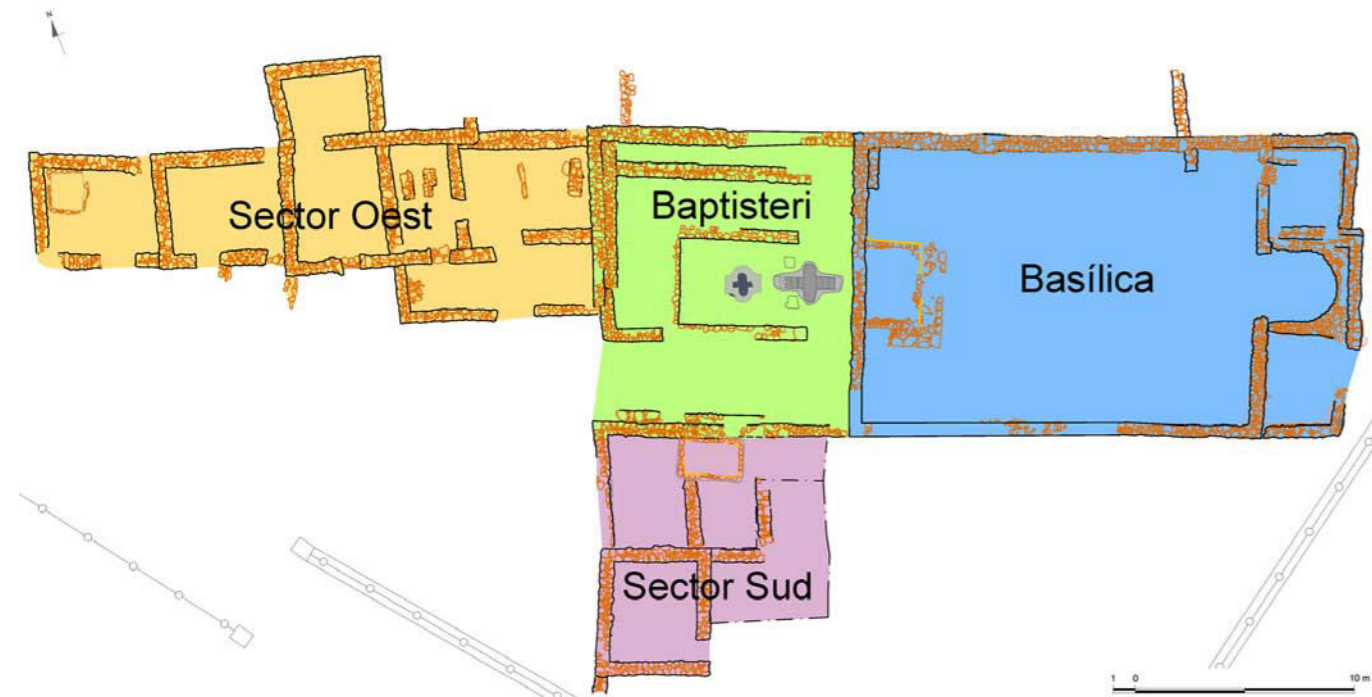 N
Sector Oest
Baptisteri
Basílica
Sector Sud
1 0 10 m